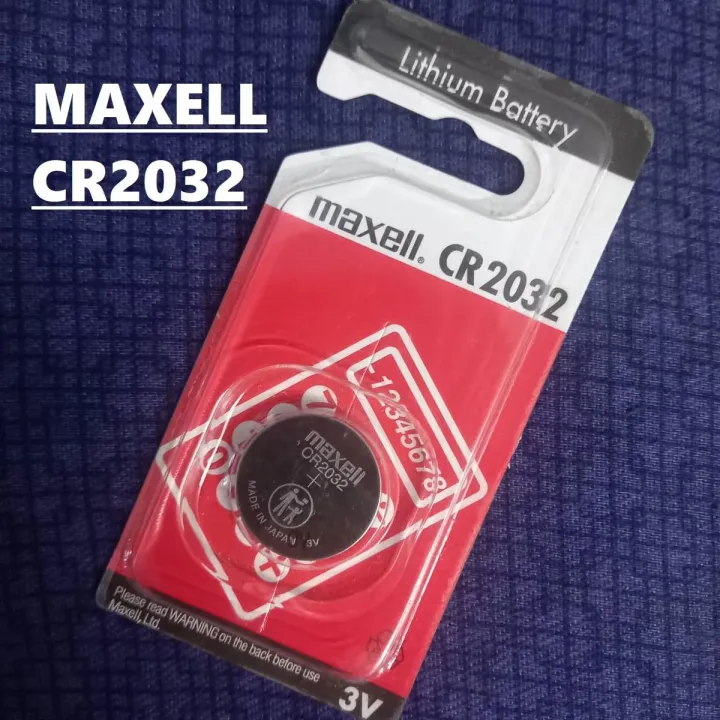 MAXELL
CR2032
Lithium Battery
maxell® CR2032
-12345678
maxell
CR2032
+
MADE IN JAPAN
3V
Please read WARNING on the back before use
Maxell, Ltd.
3V